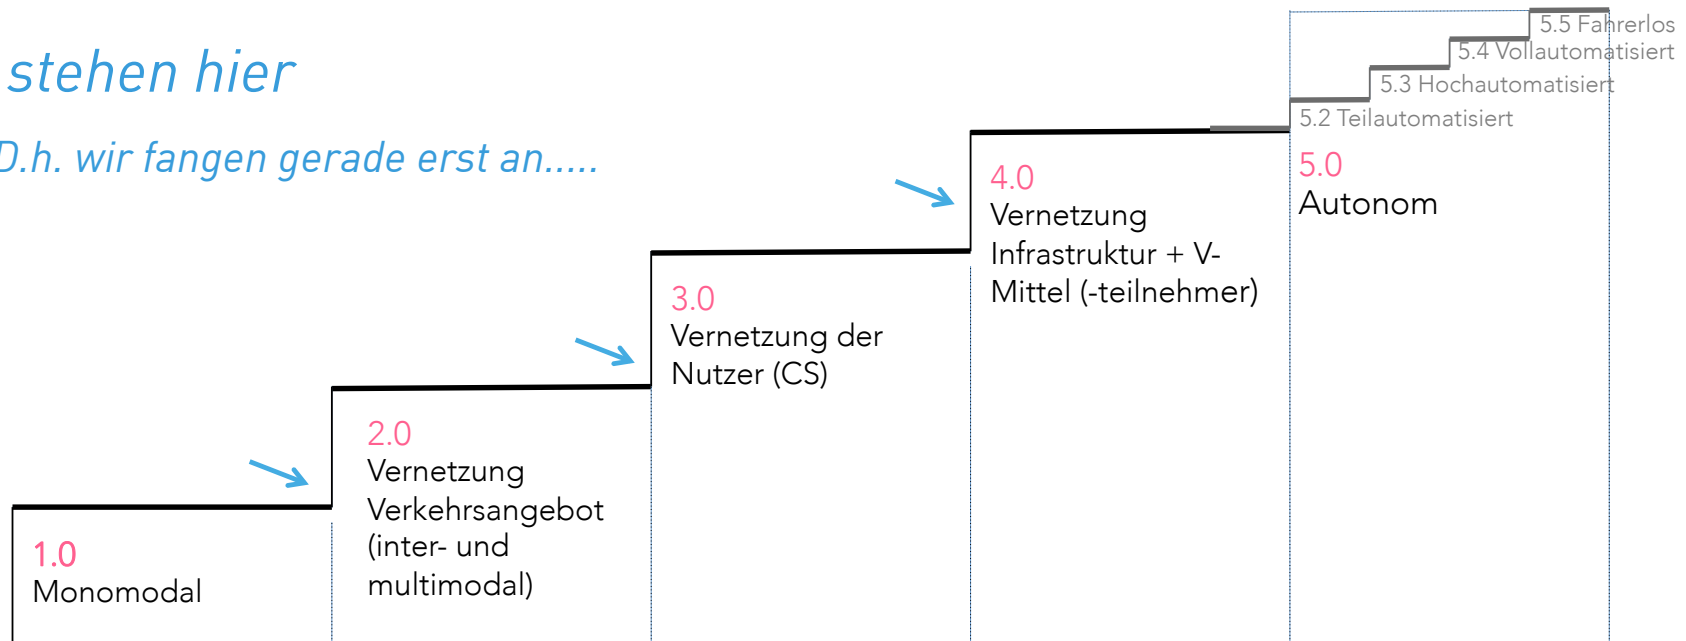 stehen hier
D.h. wir fangen gerade erst an.....
1.0
Monomodal
2.0
Vernetzung
Verkehrsangebot
(inter- und
multimodal)
3.0
Vernetzung der
Nutzer (CS)
4.0
Vernetzung
Infrastruktur + V-
Mittel (-teilnehmer)
5.0
Autonom
5.2 Teilautomatisiert
5.3 Hochautomatisiert
5.4 Vollautomatisiert
5.5 Fahrerlos